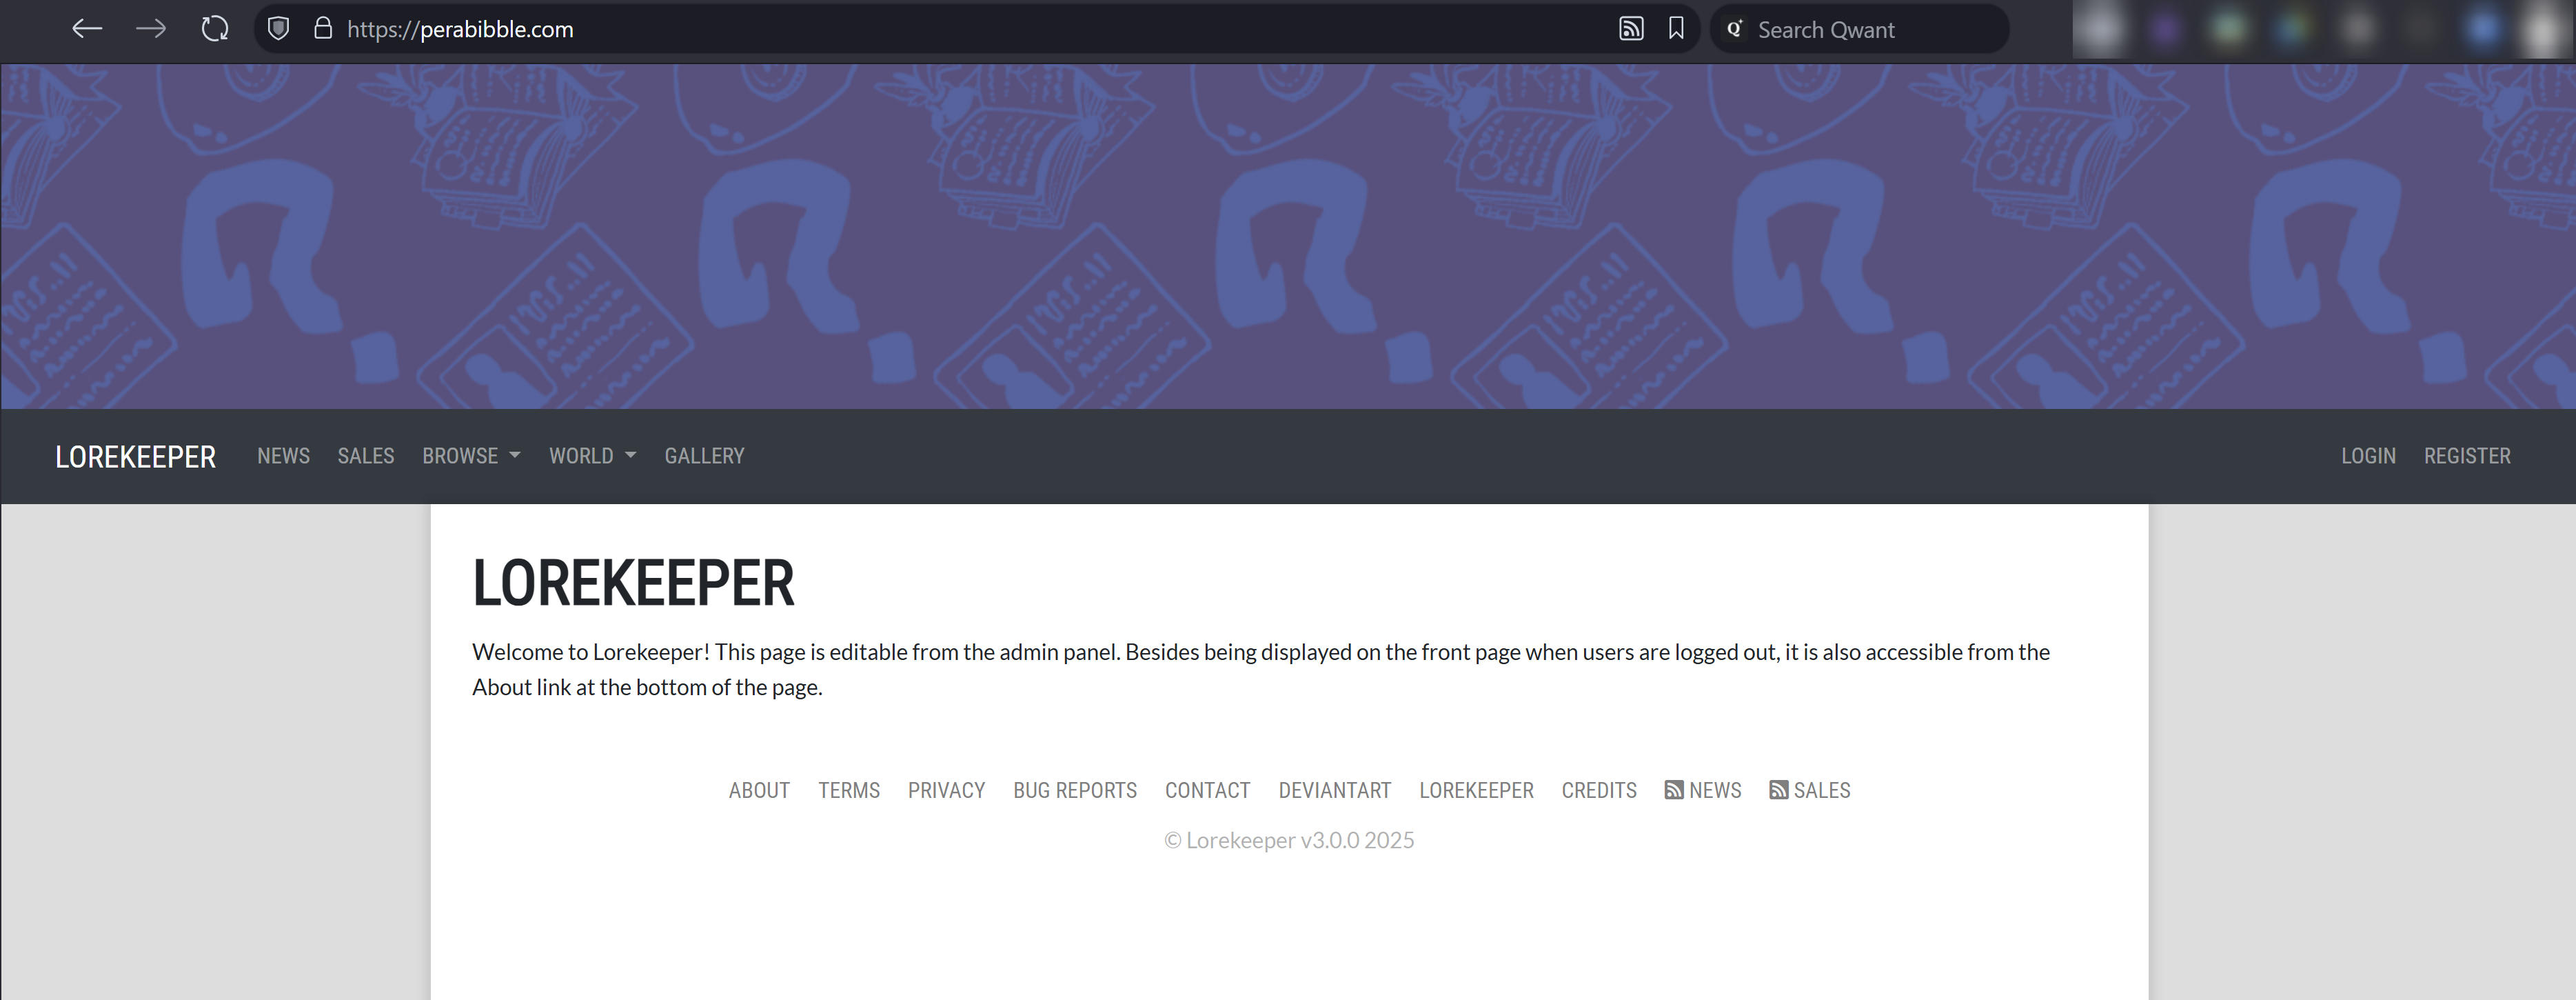 https://perabibble.com
Search Qwant
LOREKEEPER NEWS SALES BROWSE WORLD GALLERY LOGIN REGISTER
LOREKEEPER
Welcome to Lorekeeper! This page is editable from the admin panel. Besides being displayed on the front page when users are logged out, it is also accessible from the
About link at the bottom of the page.
ABOUT TERMS PRIVACY BUG REPORTS CONTACT DEVIANTART LOREKEEPER CREDITS NEWS SALES
© Lorekeeper v3.0.0 2025